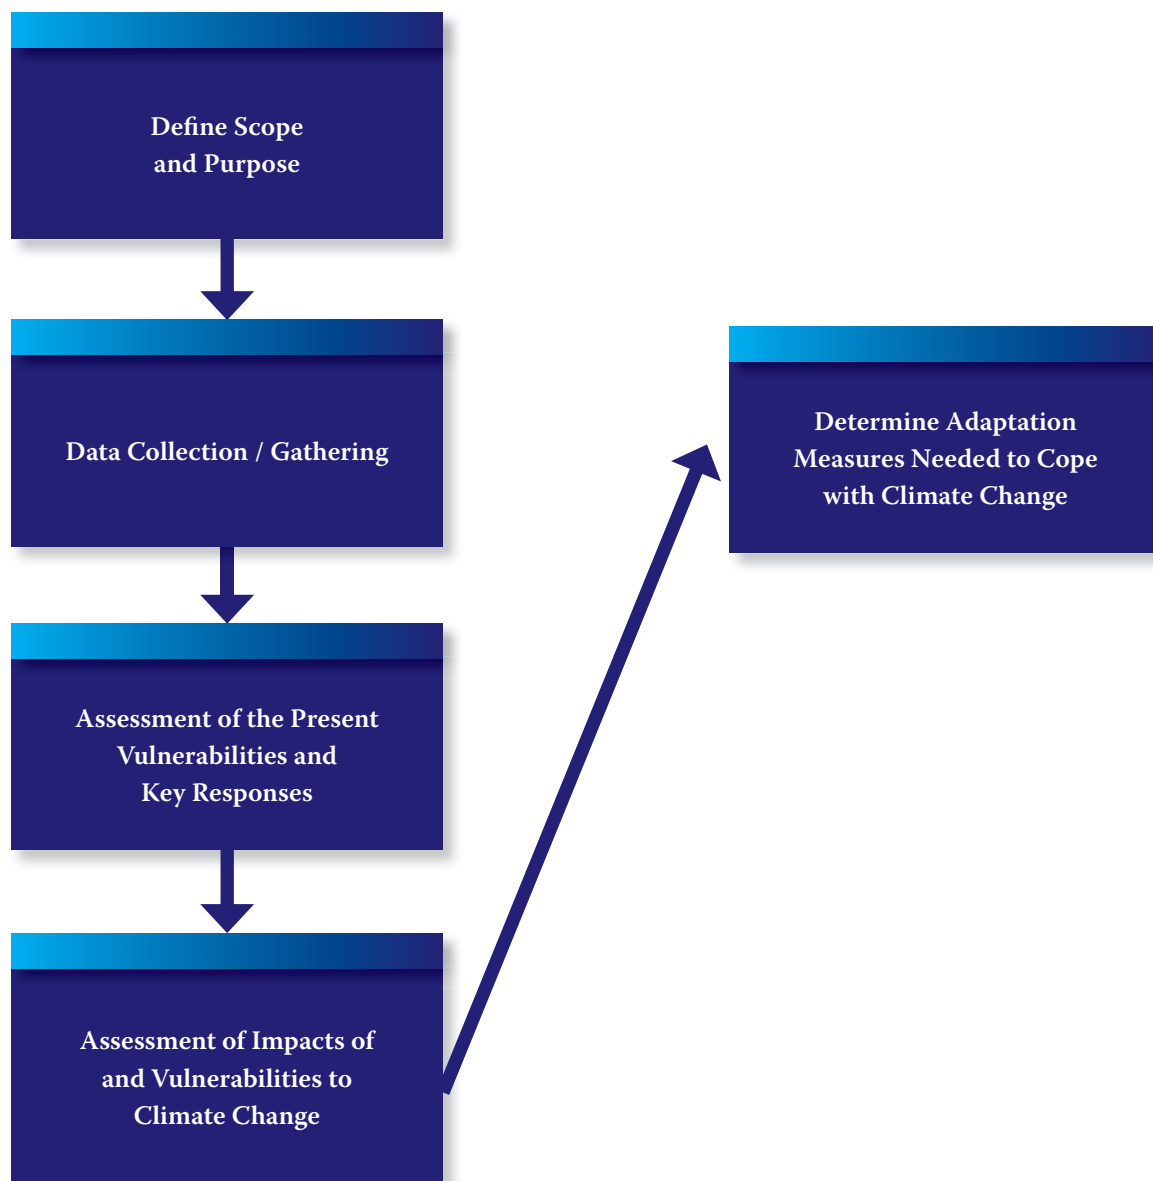 Define Scope
and Purpose
Data Collection / Gathering
Assessment of the Present
Vulnerabilities and
Key Responses
Assessment of Impacts of
and Vulnerabilities to
Climate Change
Determine Adaptation
Measures Needed to Cope
with Climate Change